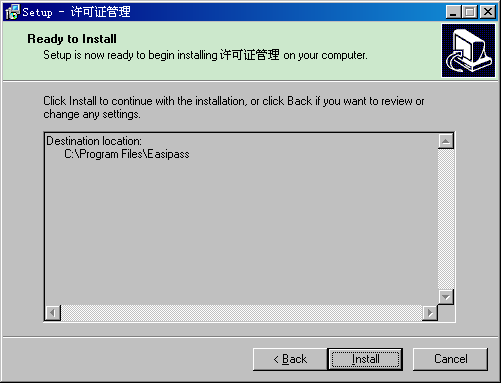 Setup - 许可证管理
Ready to Install
Setup is now ready to begin installing 许可证管理 on your computer.
Click Install to continue with the installation, or click Back if you want to review or
change any settings.
Destination location:
C:\Program Files\Easipass
< Back
Install
Cancel